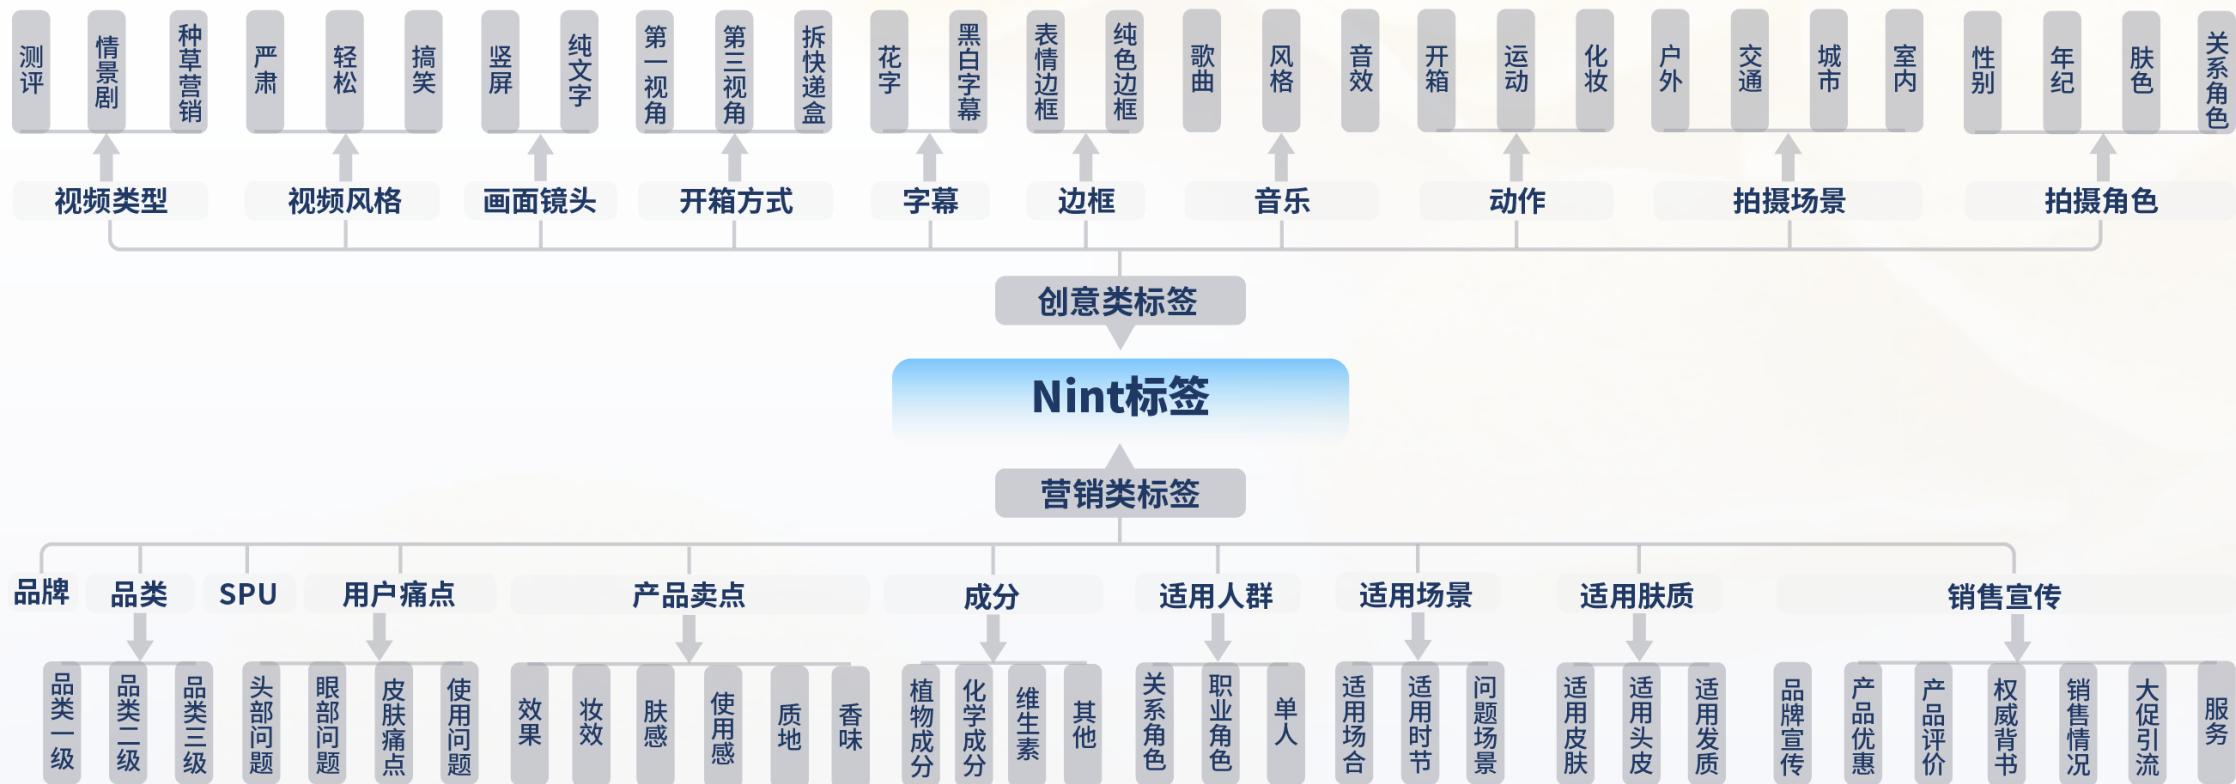 测评
情景剧
种草营销
严肃
轻松
搞笑
竖屏
纯文字
第一视角
第三视角
拆快递盒
花字
黑白字幕
表情边框
纯色边框
歌曲
风格
音效
开箱
运动
化妆
户外
交通
城市
室内
性别
年纪
肤色
关系角色
视频类型
视频风格
画面镜头
开箱方式
字幕
边框
音乐
动作
拍摄场景
拍摄角色
创意类标签
Nint标签
营销类标签
品牌
品类
SPU
用户痛点
产品卖点
成分
适用人群
适用场景
适用肤质
销售宣传
品类一级
品类二级
品类三级
头部问题
眼部问题
皮肤痛点
使用问题
效果
妆效
肤感
使用感
质地
香味
植物成分
化学成分
维生素
其他
关系角色
职业角色
单人
适用场合
适用时节
问题场景
适用皮肤
适用头皮
适用发质
品牌宣传
产品优惠
产品评价
权威背书
销售情况
大促引流
服务